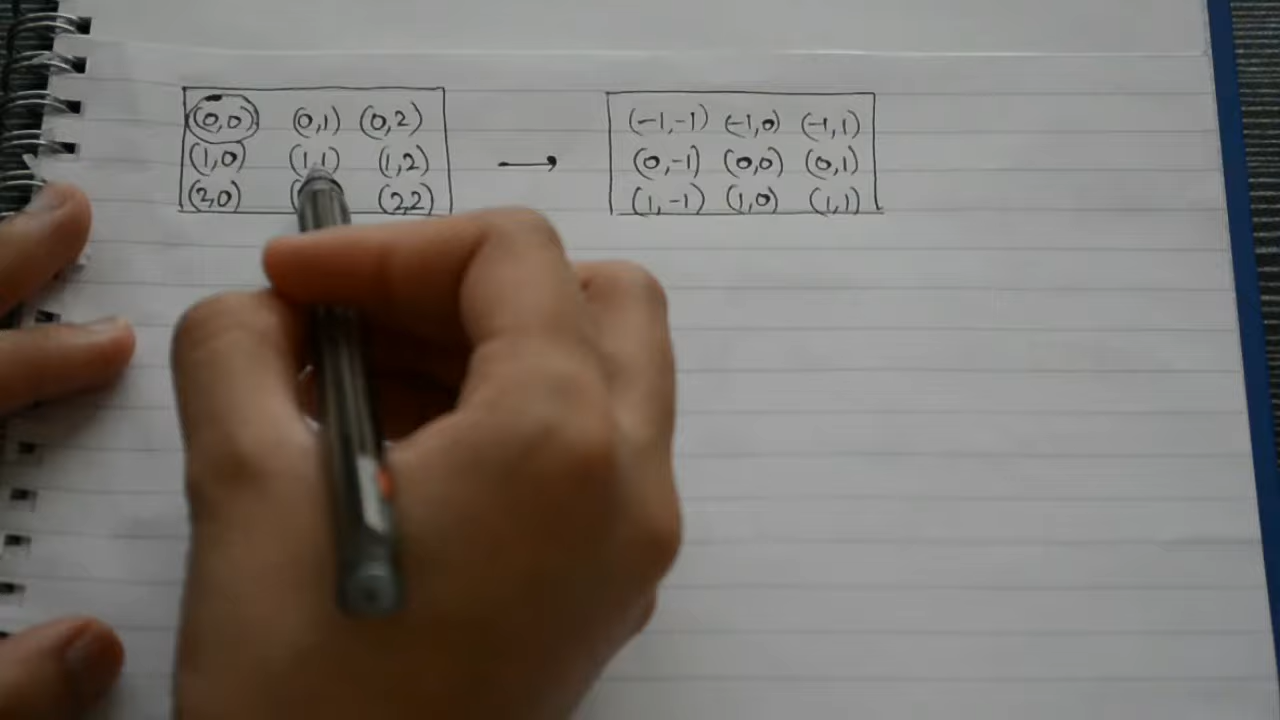 (0,0) (0,1) (0,2) → (-1,-1) (-1,0) (-1,1)
(1,0) (1,1) (1,2) (0,-1) (0,0) (0,1)
(2,0) (2,2) (1,-1) (1,0) (1,1)